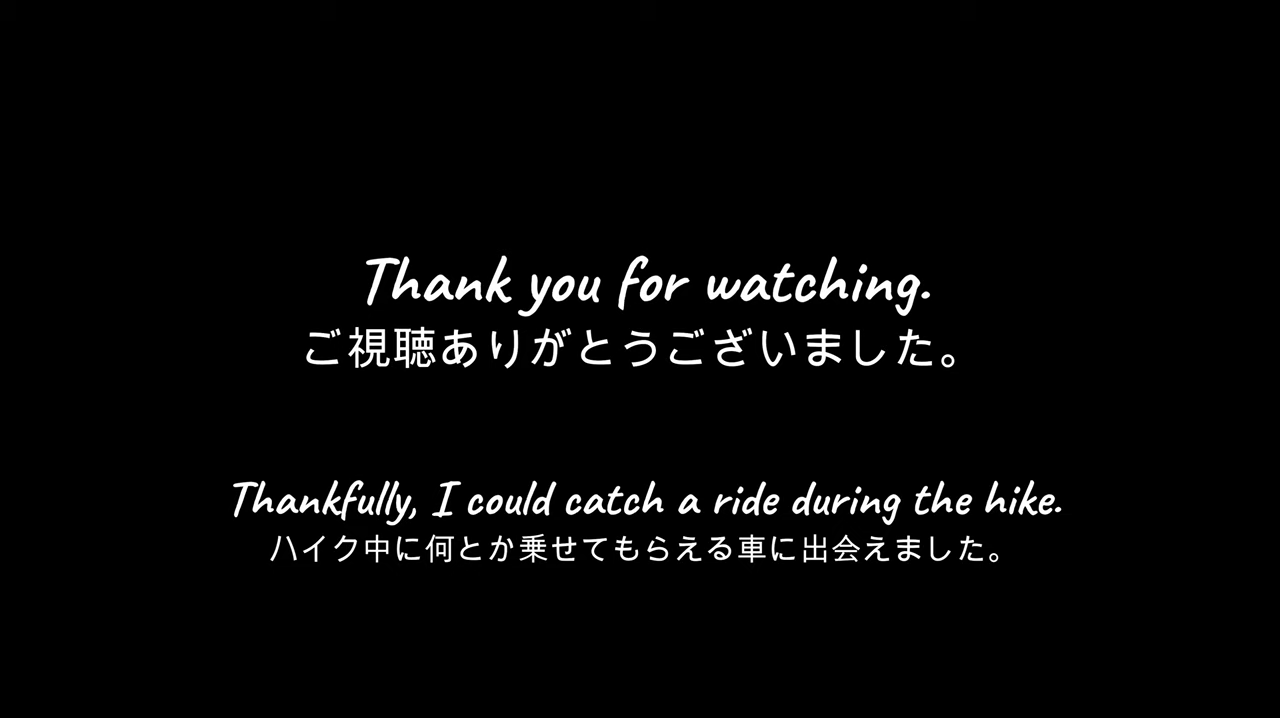 Thank you for watching.
ご視聴ありがとうございました。
Thankfully, I could catch a ride during the hike.
ハイク中に何とか乗せてもらえる車に出会えました。